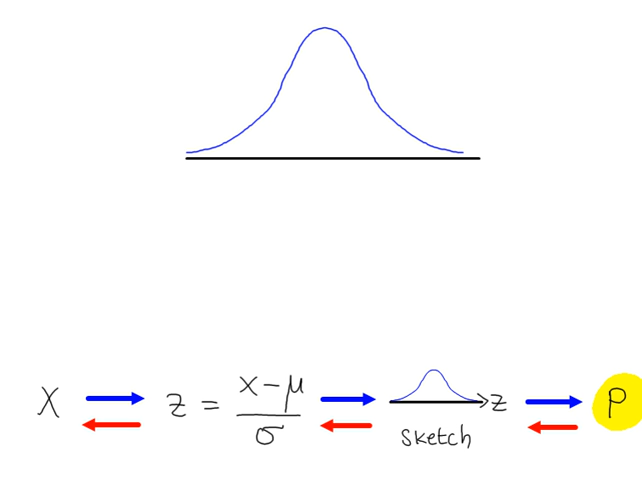 X z = (x-μ)/σ z P
sketch